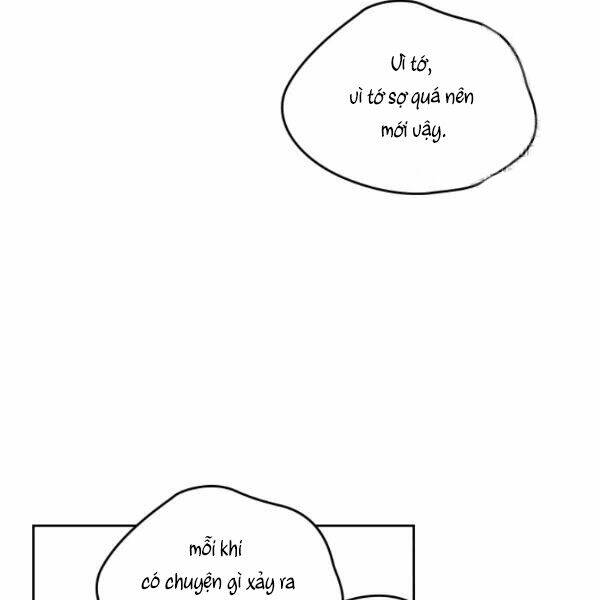 Vì tớ,
vì tớ sợ quá nên
mới vậy.
mỗi khi
có chuyện gì xảy ra